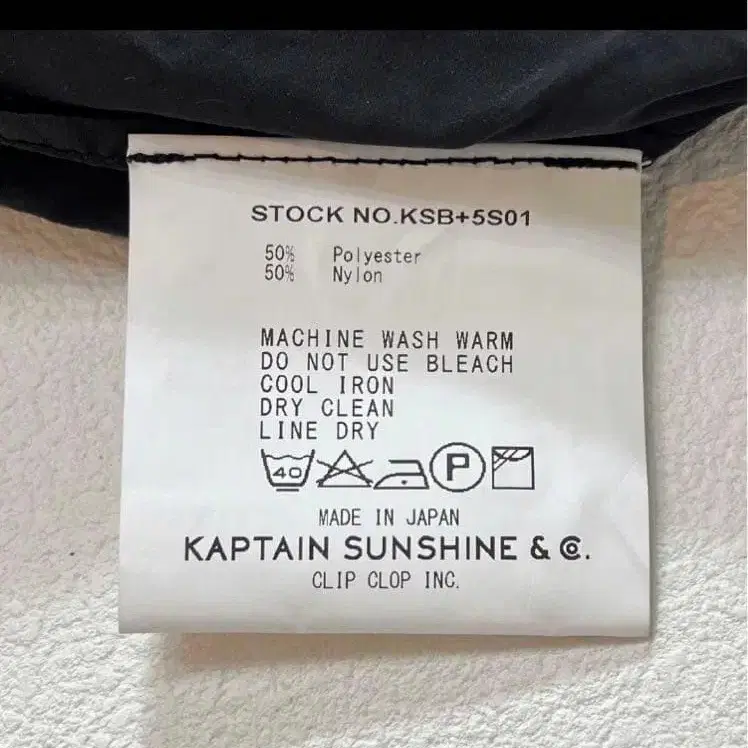 STOCK NO.KSB+5S01
50% Polyester
50% Nylon
MACHINE WASH WARM
DO NOT USE BLEACH
COOL IRON
DRY CLEAN
LINE DRY
40 P
MADE IN JAPAN
KAPTAIN SUNSHINE & Co.
CLIP CLOP INC.